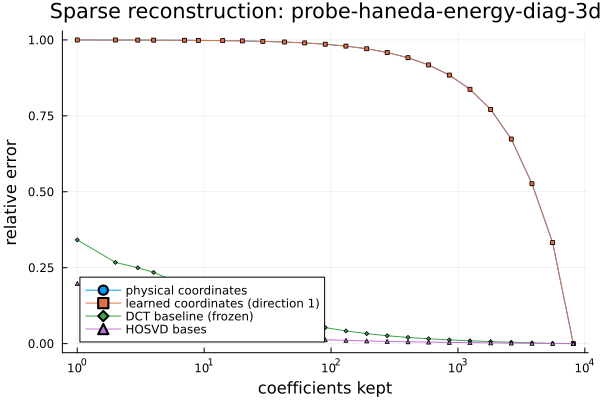 Sparse reconstruction: probe-haneda-energy-diag-3d
relative error
1.00
0.75
0.50
0.25
0.00
physical coordinates
learned coordinates (direction 1)
DCT baseline (frozen)
HOSVD bases
10⁰ 10¹ 10² 10³ 10⁴
coefficients kept